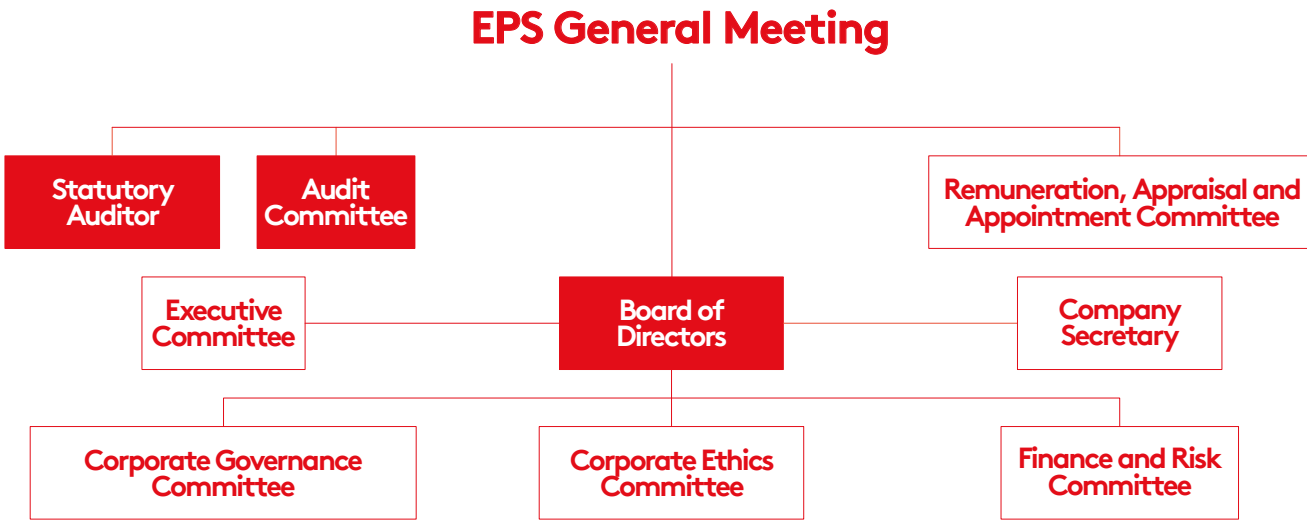 EPS General Meeting
Statutory
Auditor
Audit
Committee
Remuneration, Appraisal and
Appointment Committee
Executive
Committee
Board of
Directors
Company
Secretary
Corporate Governance
Committee
Corporate Ethics
Committee
Finance and Risk
Committee